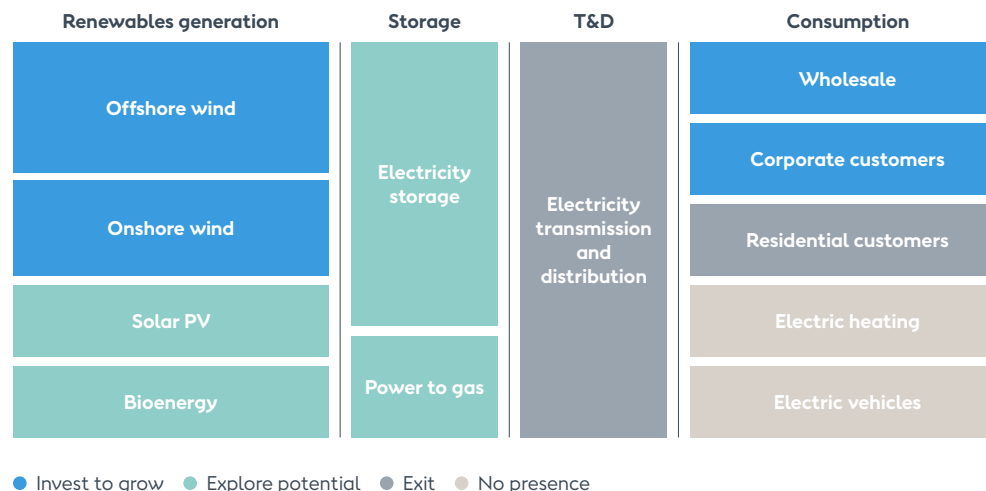 Renewables generation
Storage
T&D
Consumption
Offshore wind
Onshore wind
Solar PV
Bioenergy
Electricity
storage
Power to gas
Electricity
transmission
and
distribution
Wholesale
Corporate customers
Residential customers
Electric heating
Electric vehicles
Invest to grow
Explore potential
Exit
No presence